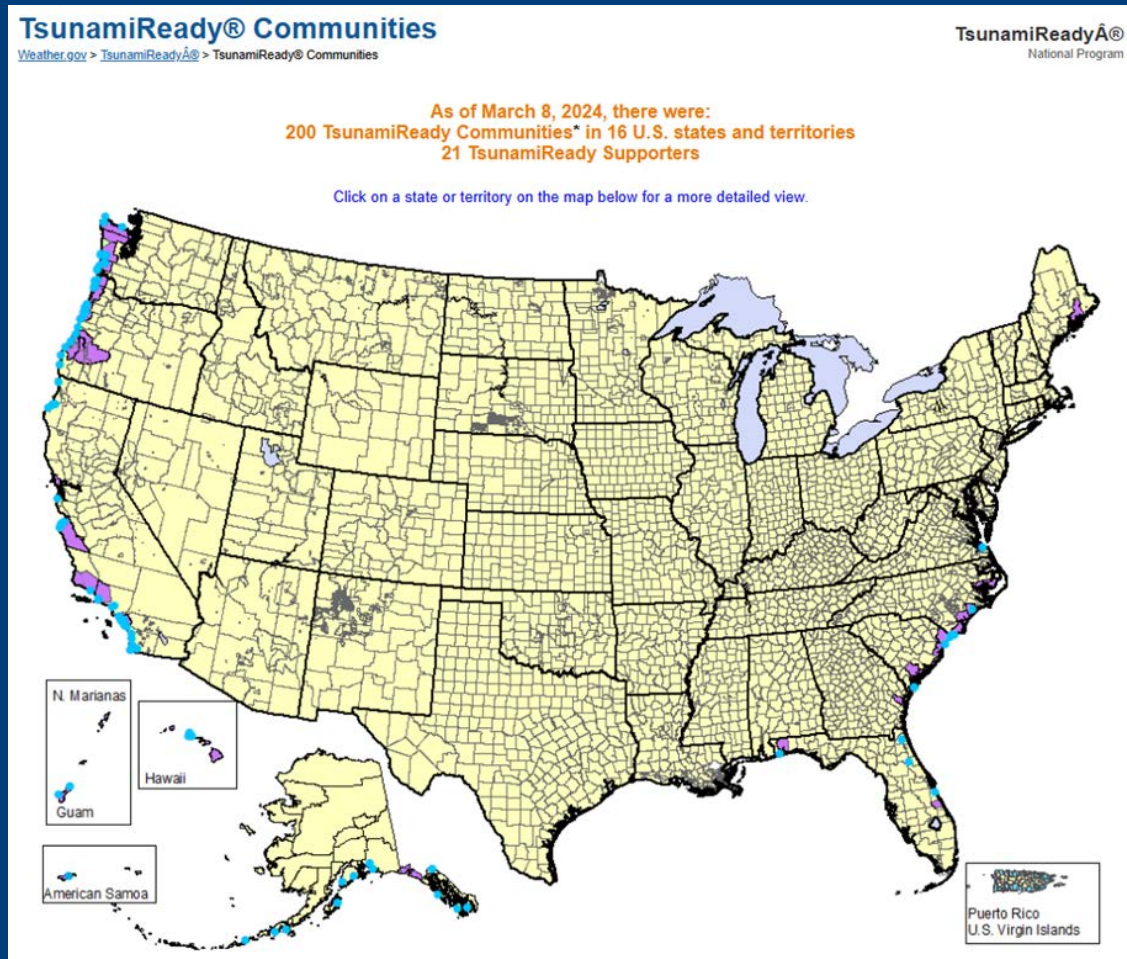 TsunamiReady® Communities
Weather.gov > TsunamiReadyÂ® > TsunamiReady® Communities
TsunamiReadyÂ®
National Program
As of March 8, 2024, there were:
200 TsunamiReady Communities* in 16 U.S. states and territories
21 TsunamiReady Supporters
Click on a state or territory on the map below for a more detailed view.
N. Marianas
Guam
Hawaii
American Samoa
Puerto Rico
U.S. Virgin Islands